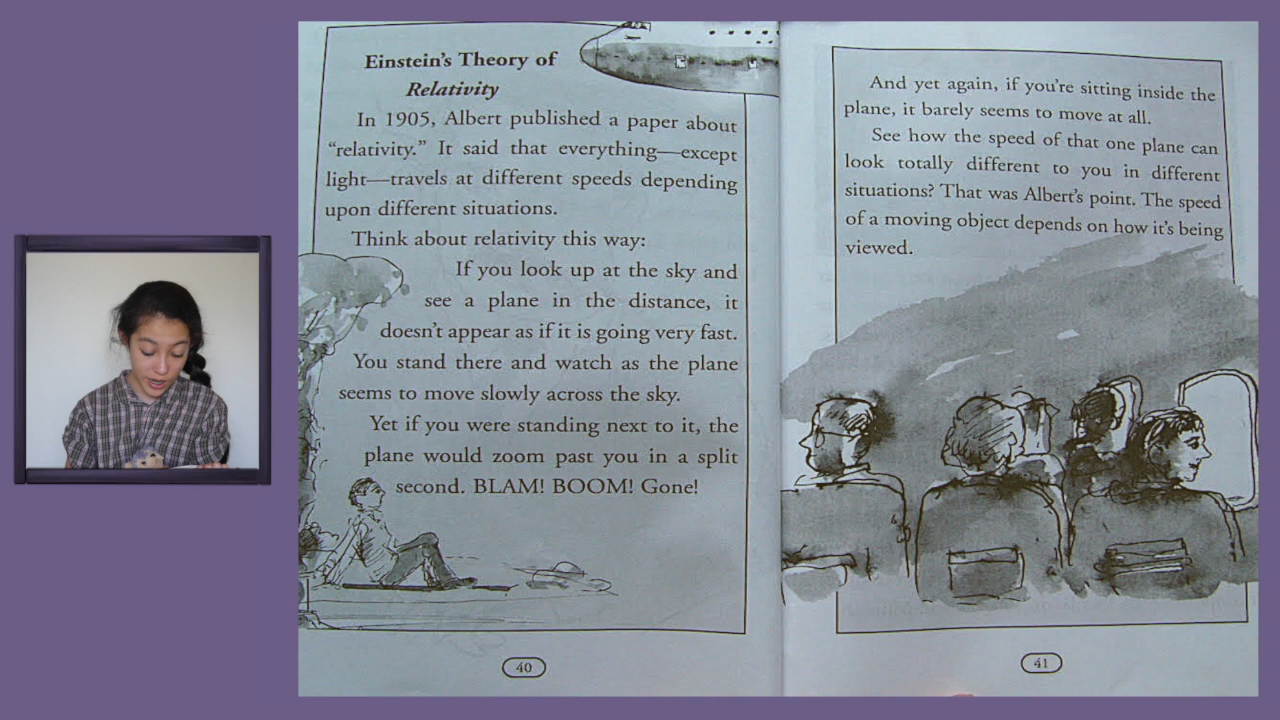 Einstein's Theory of
Relativity
In 1905, Albert published a paper about
“relativity.” It said that everything—except
light—travels at different speeds depending
upon different situations.
Think about relativity this way:
If you look up at the sky and
see a plane in the distance, it
doesn't appear as if it is going very fast.
You stand there and watch as the plane
seems to move slowly across the sky.
Yet if you were standing next to it, the
plane would zoom past you in a split
second. BLAM! BOOM! Gone!
40
And yet again, if you're sitting inside the
plane, it barely seems to move at all.
See how the speed of that one plane can
look totally different to you in different
situations? That was Albert's point. The speed
of a moving object depends on how it's being
viewed.
41